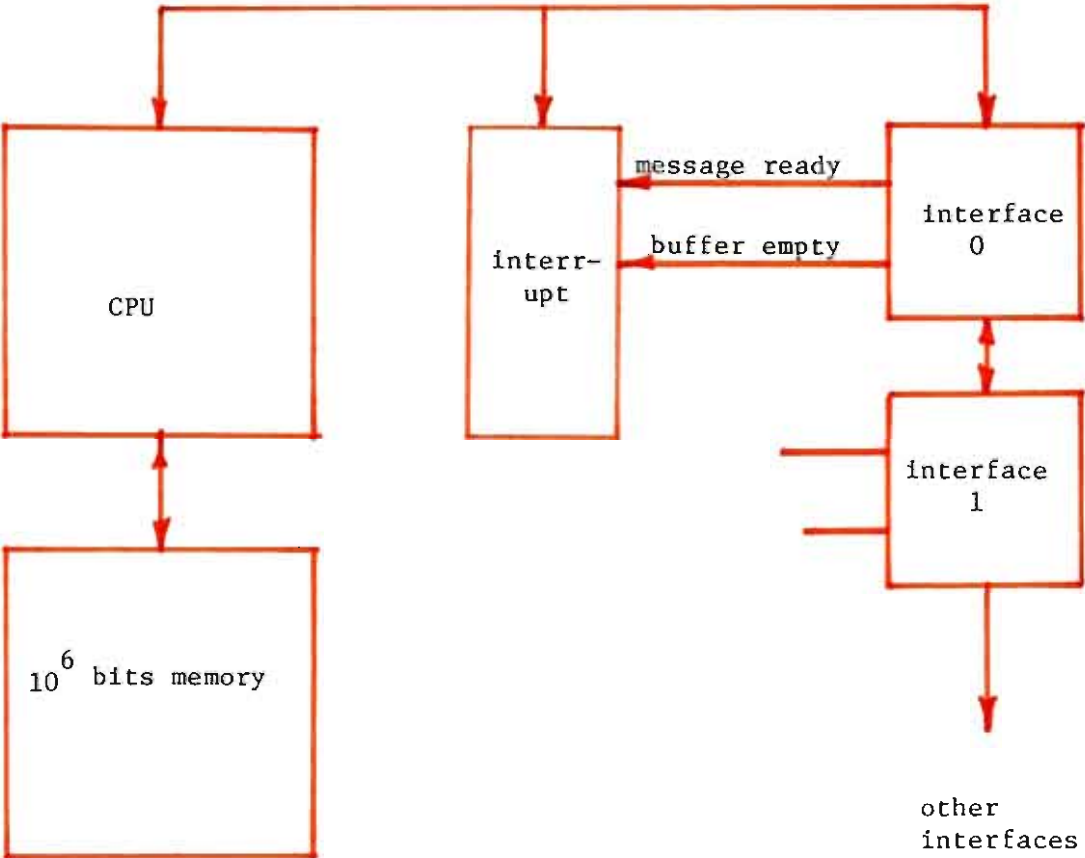 message ready
interface
0
buffer empty
interr-
upt
CPU
interface
1
10^6 bits memory
other
interfaces